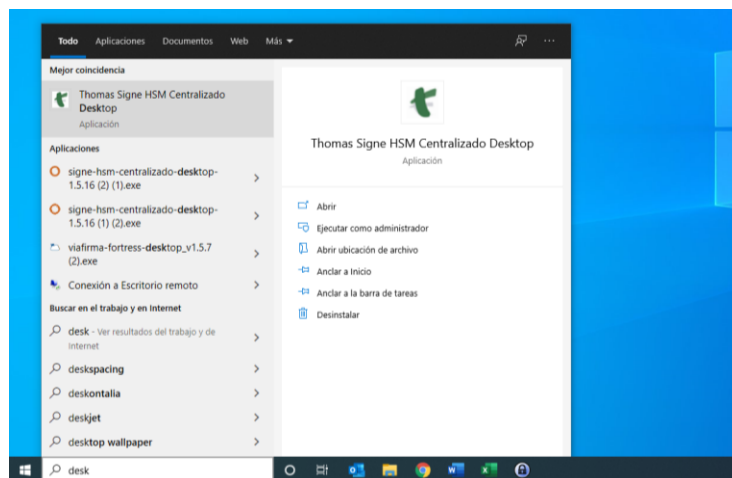 Todo Aplicaciones Documentos Web Más
Mejor coincidencia
Thomas Signe HSM Centralizado
Desktop
Aplicación
Aplicaciones
signe-hsm-centralizado-desktop-
1.5.16 (2) (1).exe
signe-hsm-centralizado-desktop-
1.5.16 (1) (2).exe
viafirma-fortress-desktop_v1.5.7
(2).exe
Conexión a Escritorio remoto
Buscar en el trabajo y en Internet
desk - Ver resultados del trabajo y de
Internet
deskspacing
deskontalia
deskjet
desktop wallpaper
desk
Thomas Signe HSM Centralizado Desktop
Aplicación
Abrir
Ejecutar como administrador
Abrir ubicación de archivo
Anclar a Inicio
Anclar a la barra de tareas
Desinstalar